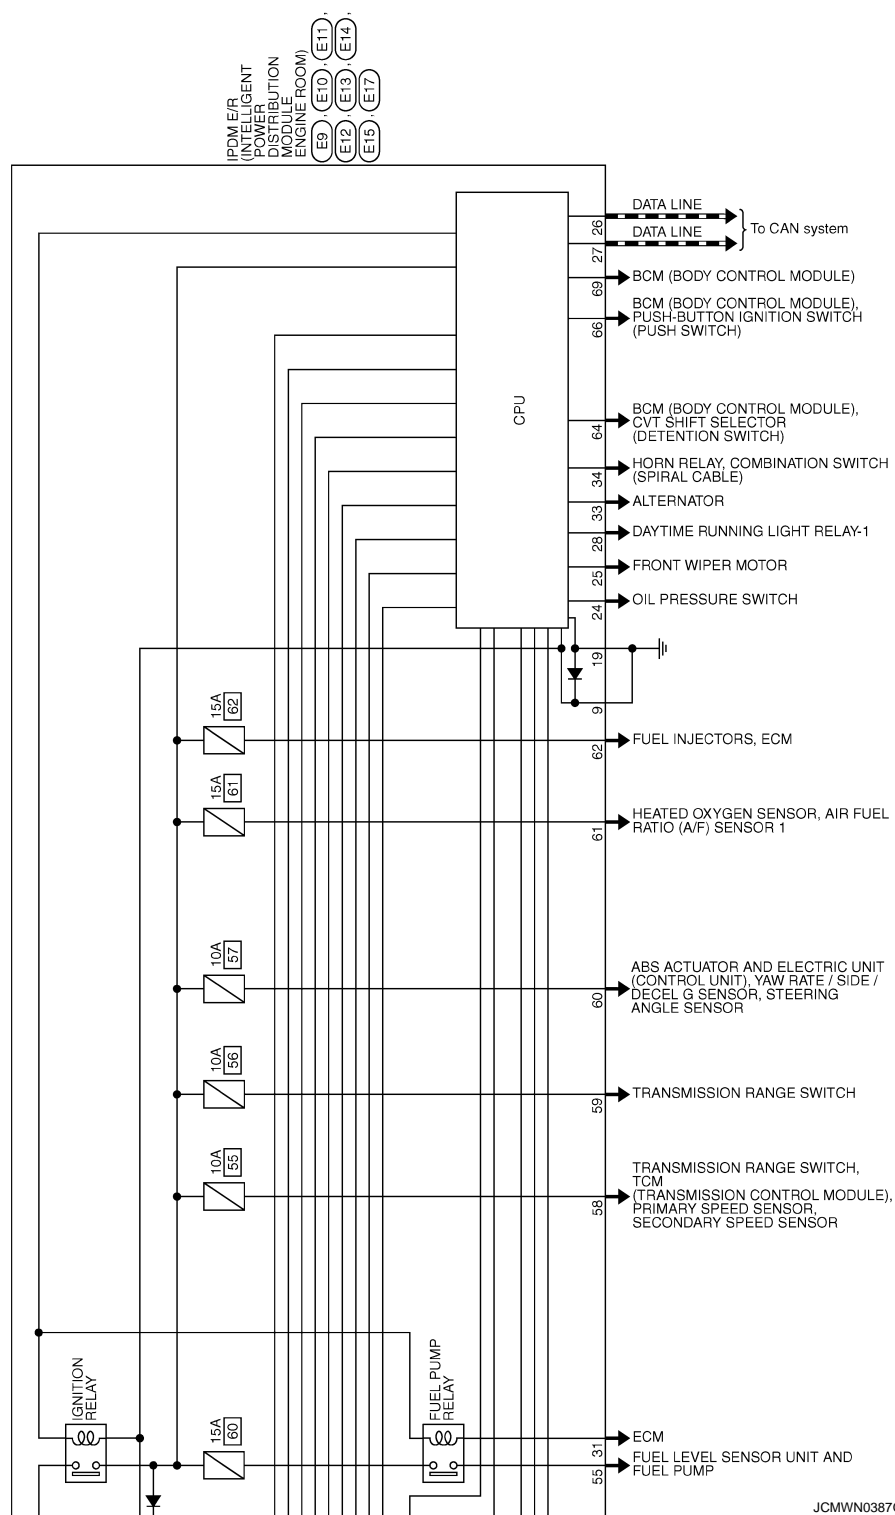 IPDM E/R
(INTELLIGENT
POWER
DISTRIBUTION
MODULE
ENGINE ROOM)
E9 , E10 , E11 ,
E12 , E13 , E14 ,
E15 , E17
CPU
26
DATA LINE
27
DATA LINE
To CAN system
69
BCM (BODY CONTROL MODULE)
66
BCM (BODY CONTROL MODULE),
PUSH-BUTTON IGNITION SWITCH
(PUSH SWITCH)
64
BCM (BODY CONTROL MODULE),
CVT SHIFT SELECTOR
(DETENTION SWITCH)
34
HORN RELAY, COMBINATION SWITCH
(SPIRAL CABLE)
33
ALTERNATOR
28
DAYTIME RUNNING LIGHT RELAY-1
25
FRONT WIPER MOTOR
24
OIL PRESSURE SWITCH
19
9
15A
62
62
FUEL INJECTORS, ECM
15A
61
61
HEATED OXYGEN SENSOR, AIR FUEL
RATIO (A/F) SENSOR 1
10A
57
60
ABS ACTUATOR AND ELECTRIC UNIT
(CONTROL UNIT), YAW RATE / SIDE /
DECEL G SENSOR, STEERING
ANGLE SENSOR
10A
56
59
TRANSMISSION RANGE SWITCH
10A
55
58
TRANSMISSION RANGE SWITCH,
TCM
(TRANSMISSION CONTROL MODULE),
PRIMARY SPEED SENSOR,
SECONDARY SPEED SENSOR
IGNITION
RELAY
15A
60
FUEL PUMP
RELAY
31
ECM
55
FUEL LEVEL SENSOR UNIT AND
FUEL PUMP
JCMWN0387